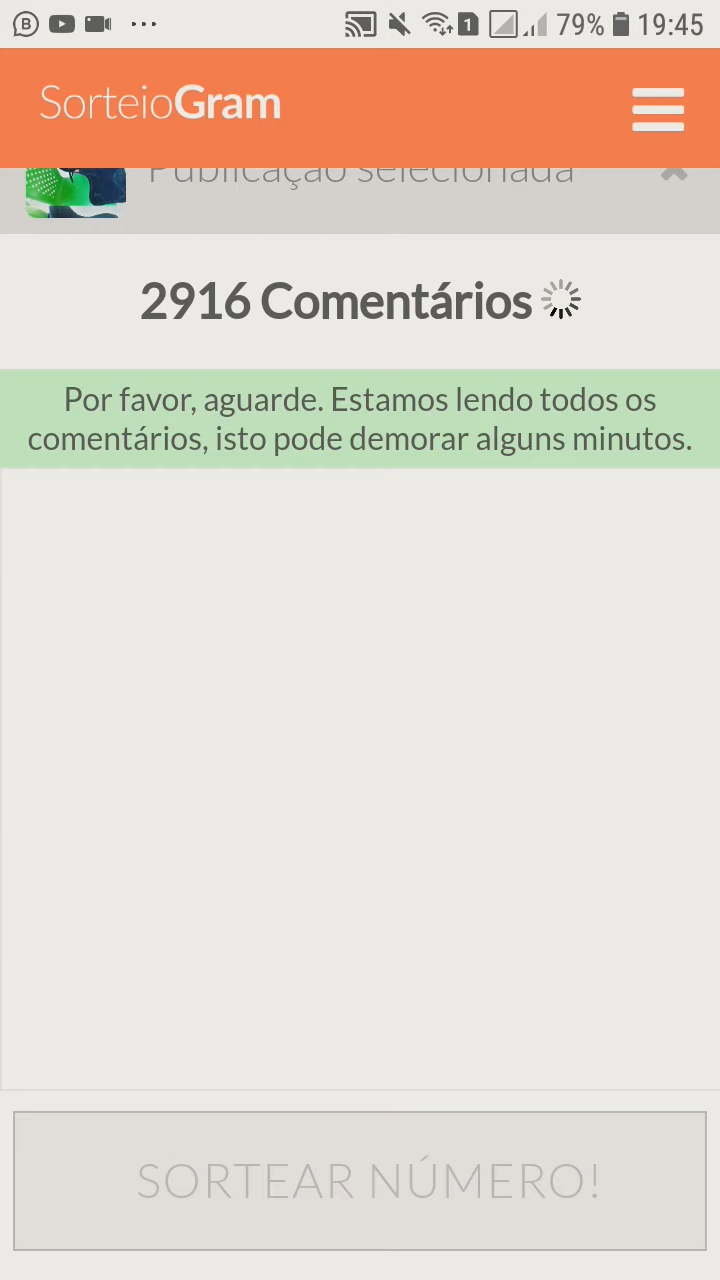 79% 19:45
SorteioGram
Publicação selecionada
2916 Comentários
Por favor, aguarde. Estamos lendo todos os
comentários, isto pode demorar alguns minutos.
SORTEAR NÚMERO!